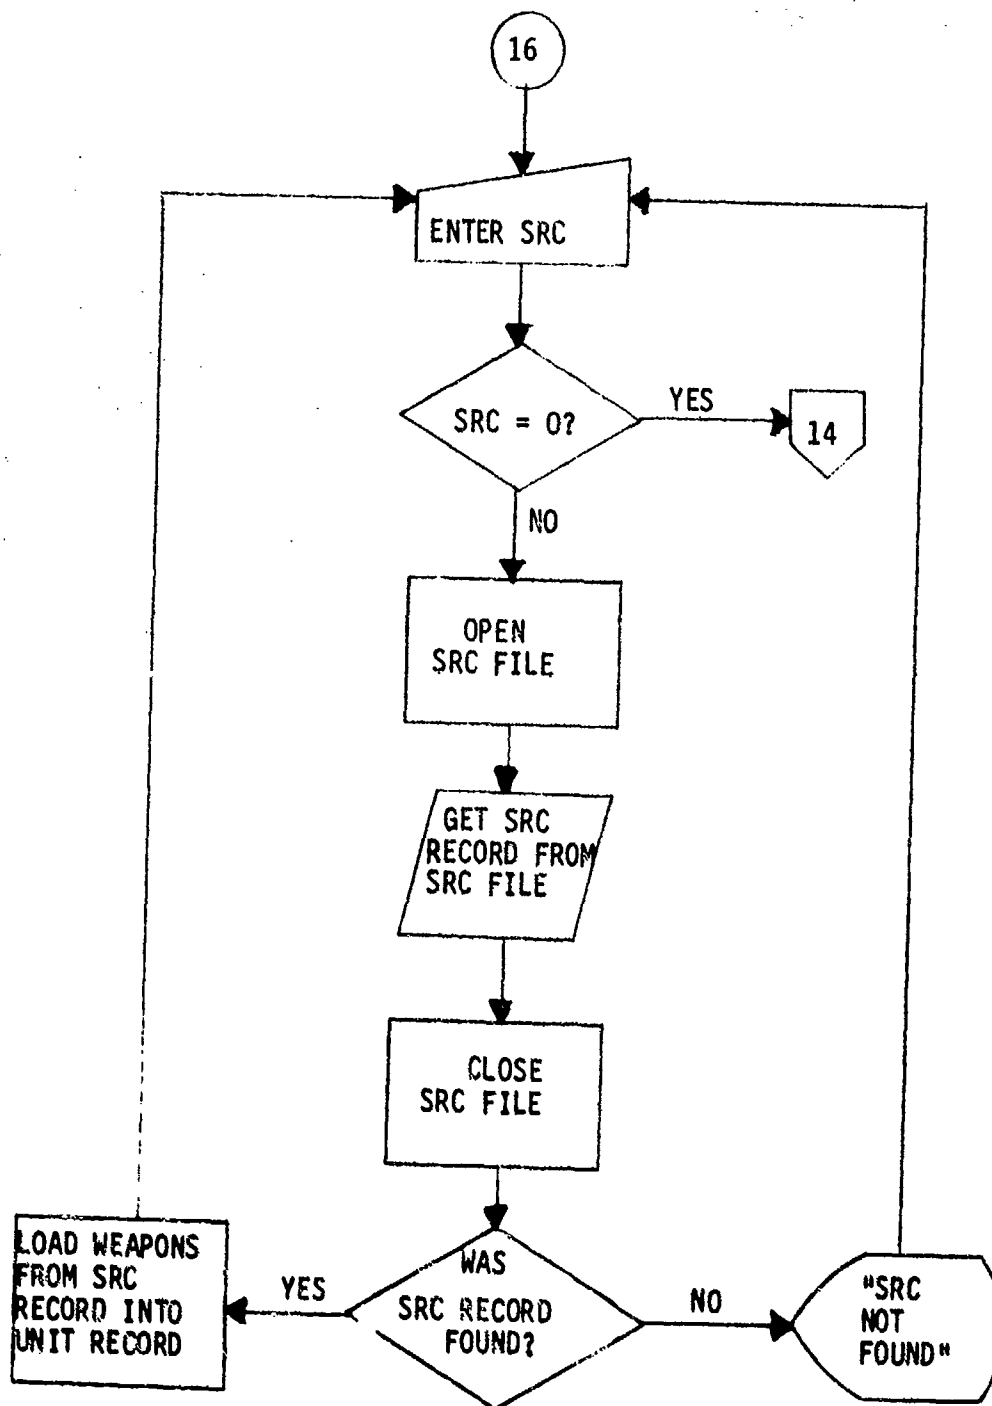 16
ENTER SRC
SRC = 0?
YES
14
NO
OPEN
SRC FILE
GET SRC
RECORD FROM
SRC FILE
CLOSE
SRC FILE
WAS
SRC RECORD
FOUND?
YES
LOAD WEAPONS
FROM SRC
RECORD INTO
UNIT RECORD
NO
"SRC
NOT
FOUND"